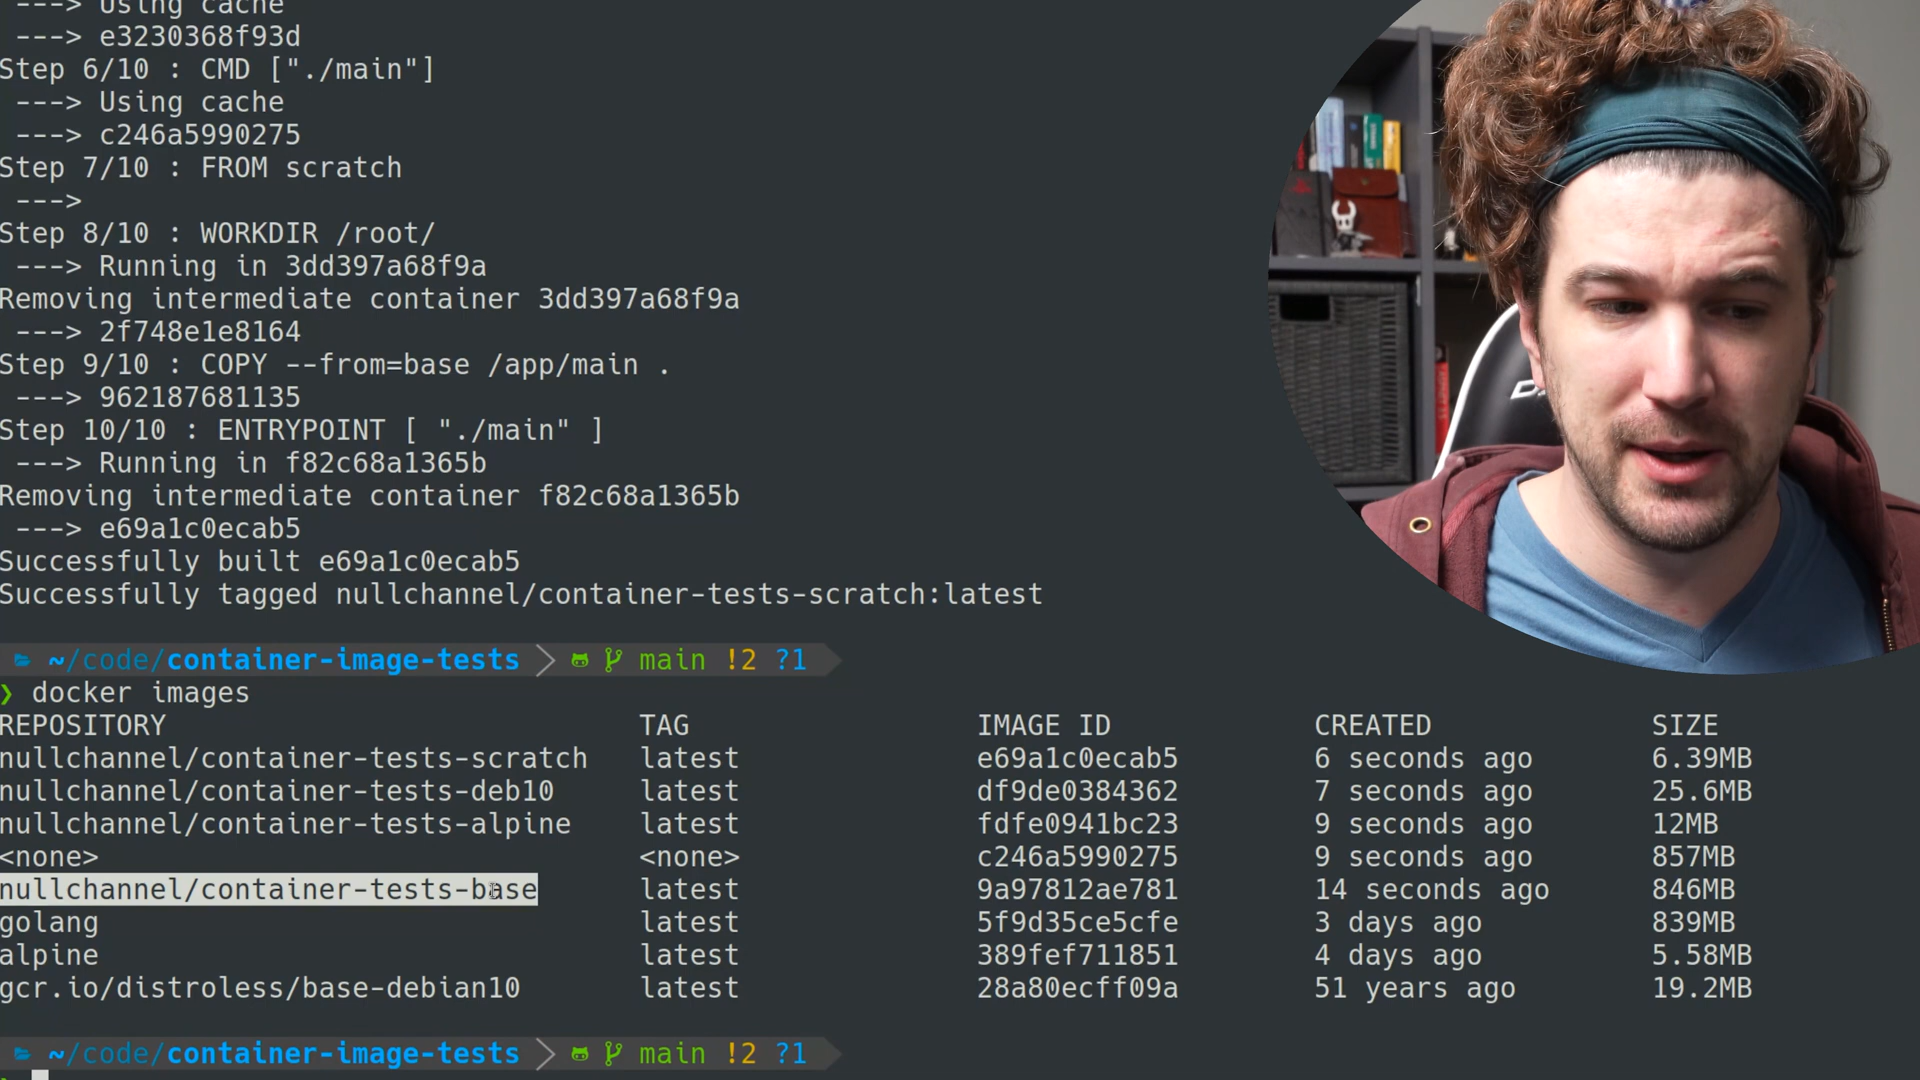 ---> Using cache
---> e3230368f93d
Step 6/10 : CMD ["./main"]
---> Using cache
---> c246a5990275
Step 7/10 : FROM scratch
--->
Step 8/10 : WORKDIR /root/
---> Running in 3dd397a68f9a
Removing intermediate container 3dd397a68f9a
---> 2f748e1e8164
Step 9/10 : COPY --from=base /app/main .
---> 962187681135
Step 10/10 : ENTRYPOINT [ "./main" ]
---> Running in f82c68a1365b
Removing intermediate container f82c68a1365b
---> e69a1c0ecab5
Successfully built e69a1c0ecab5
Successfully tagged nullchannel/container-tests-scratch:latest
~/code/container-image-tests main !2 ?1
❯ docker images
REPOSITORY TAG IMAGE ID CREATED SIZE
nullchannel/container-tests-scratch latest e69a1c0ecab5 6 seconds ago 6.39MB
nullchannel/container-tests-deb10 latest df9de0384362 7 seconds ago 25.6MB
nullchannel/container-tests-alpine latest fdfe0941bc23 9 seconds ago 12MB
<none> <none> c246a5990275 9 seconds ago 857MB
nullchannel/container-tests-base latest 9a97812ae781 14 seconds ago 846MB
golang latest 5f9d35ce5cfe 3 days ago 839MB
alpine latest 389fef711851 4 days ago 5.58MB
gcr.io/distroless/base-debian10 latest 28a80ecff09a 51 years ago 19.2MB
~/code/container-image-tests main !2 ?1